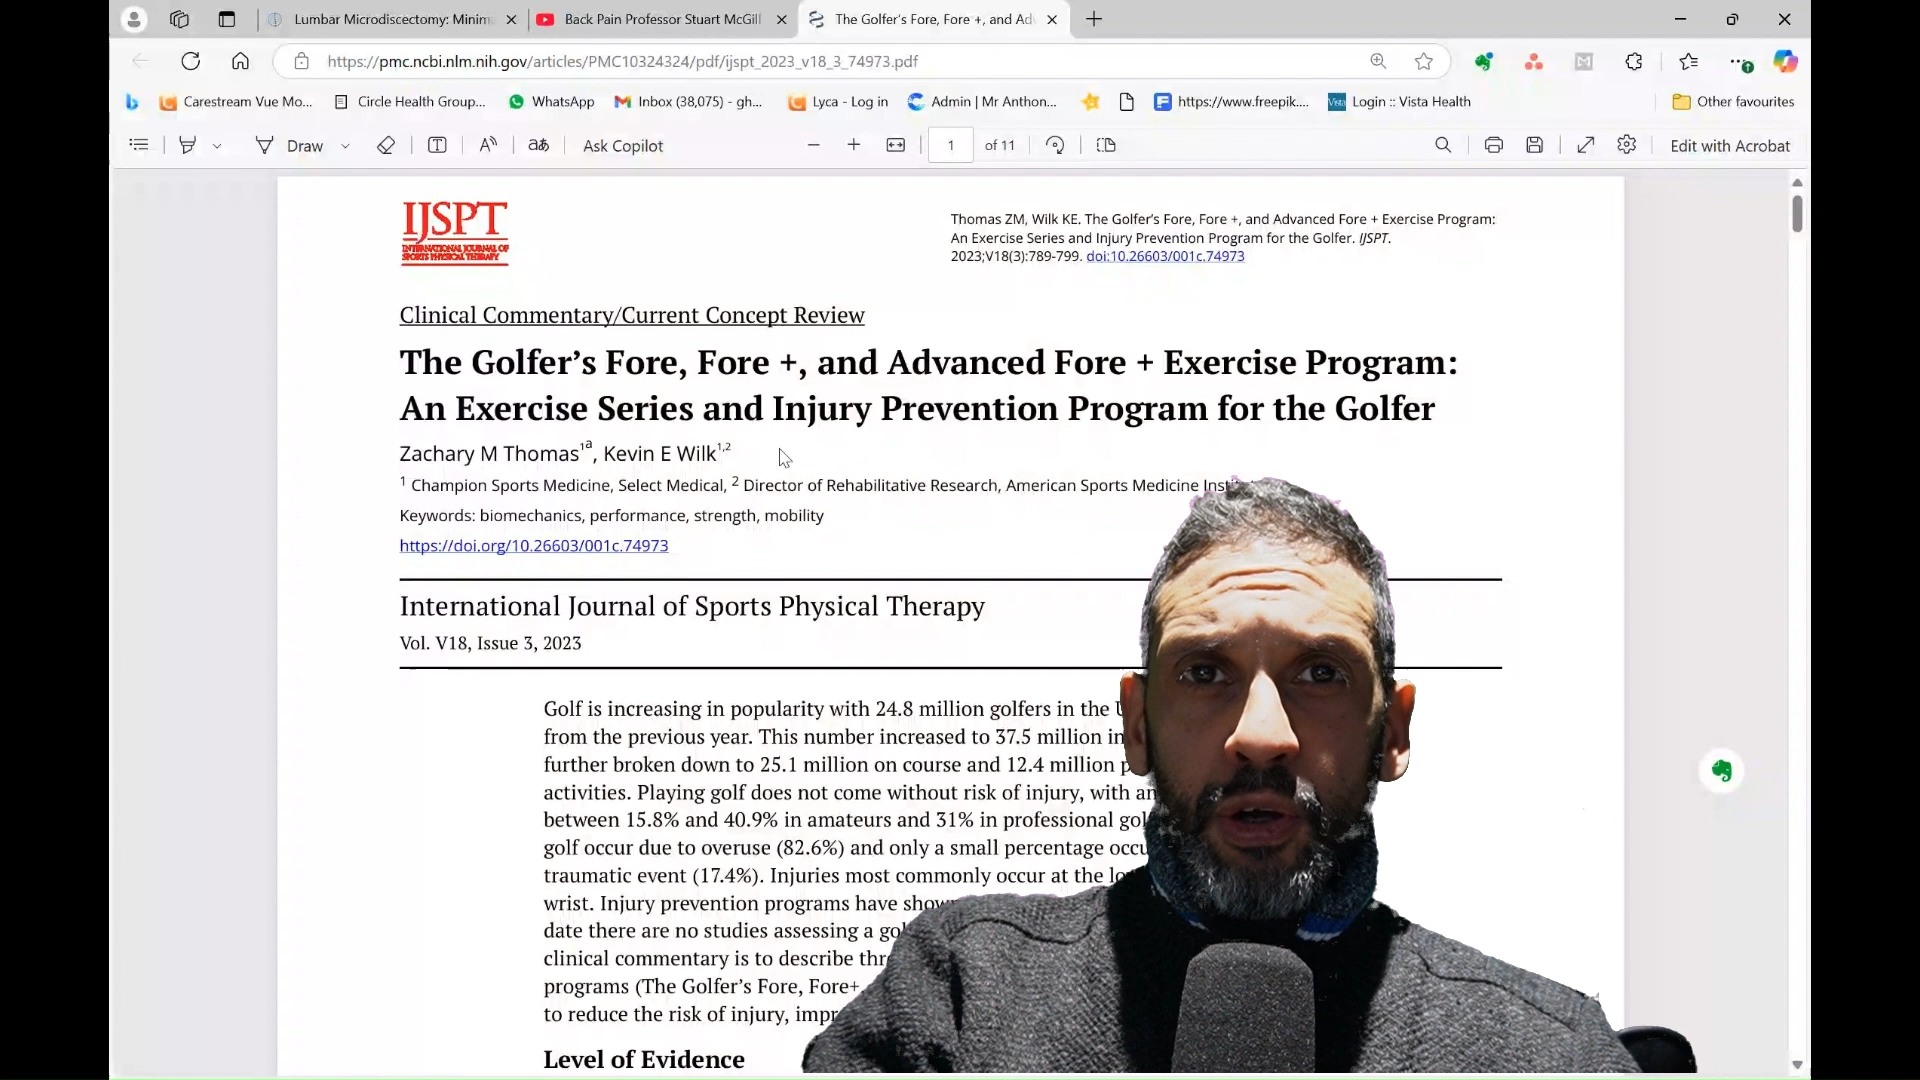 Lumbar Microdiscectomy: Minim
Back Pain Professor Stuart McGill
The Golfer's Fore, Fore +, and Ad
https://pmc.ncbi.nlm.nih.gov/articles/PMC10324324/pdf/ijspt_2023_v18_3_74973.pdf
Carestream Vue Mo...
Circle Health Group...
WhatsApp
Inbox (38,075) - gh...
Lyca - Log in
Admin | Mr Anthon...
https://www.freepik....
Login :: Vista Health
Other favourites
Draw
Ask Copilot
1 of 11
Edit with Acrobat
IJSPT
INTERNATIONAL JOURNAL OF
SPORTS PHYSICAL THERAPY
Thomas ZM, Wilk KE. The Golfer's Fore, Fore +, and Advanced Fore + Exercise Program:
An Exercise Series and Injury Prevention Program for the Golfer. IJSPT.
2023;V18(3):789-799. doi:10.26603/001c.74973
Clinical Commentary/Current Concept Review
The Golfer's Fore, Fore +, and Advanced Fore + Exercise Program:
An Exercise Series and Injury Prevention Program for the Golfer
Zachary M Thomas1a, Kevin E Wilk1,2
1 Champion Sports Medicine, Select Medical, 2 Director of Rehabilitative Research, American Sports Medicine
Keywords: biomechanics, performance, strength, mobility
https://doi.org/10.26603/001c.74973
International Journal of Sports Physical Therapy
Vol. V18, Issue 3, 2023
Golf is increasing in popularity with 24.8 million golfers in the
from the previous year. This number increased to 37.5 million in
further broken down to 25.1 million on course and 12.4 million
activities. Playing golf does not come without risk of injury, with an
between 15.8% and 40.9% in amateurs and 31% in professional
golf occur due to overuse (82.6%) and only a small percentage
traumatic event (17.4%). Injuries most commonly occur at the
wrist. Injury prevention programs have
date there are no studies assessing a
clinical commentary is to describe
programs (The Golfer's Fore, Fore+,
to reduce the risk of injury,
Level of Evidence